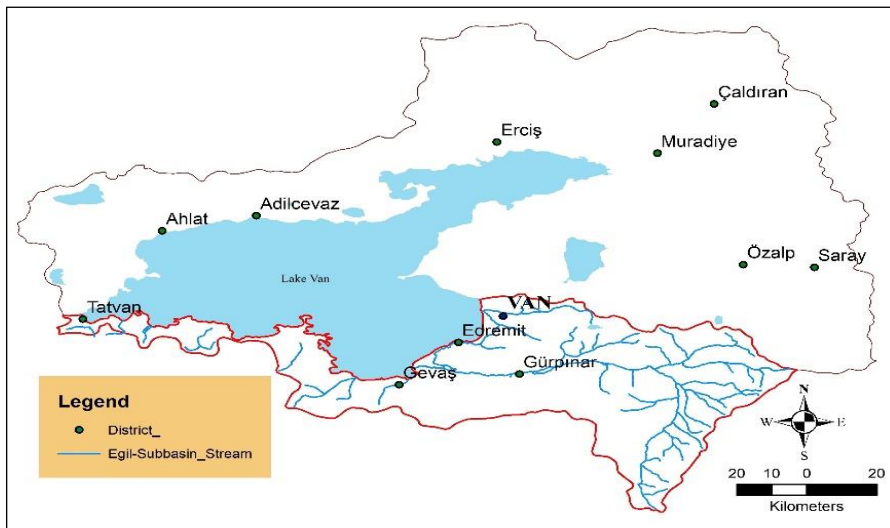 Çaldıran
Erciş
Muradiye
Adilcevaz
Ahlat
Özalp
Saray
Lake Van
VAN
Tatvan
Edremit
Gürpınar
Gevaş
Legend
District_
Egil-Subbasin_Stream
N
W E
S
20 10 0 20
Kilometers